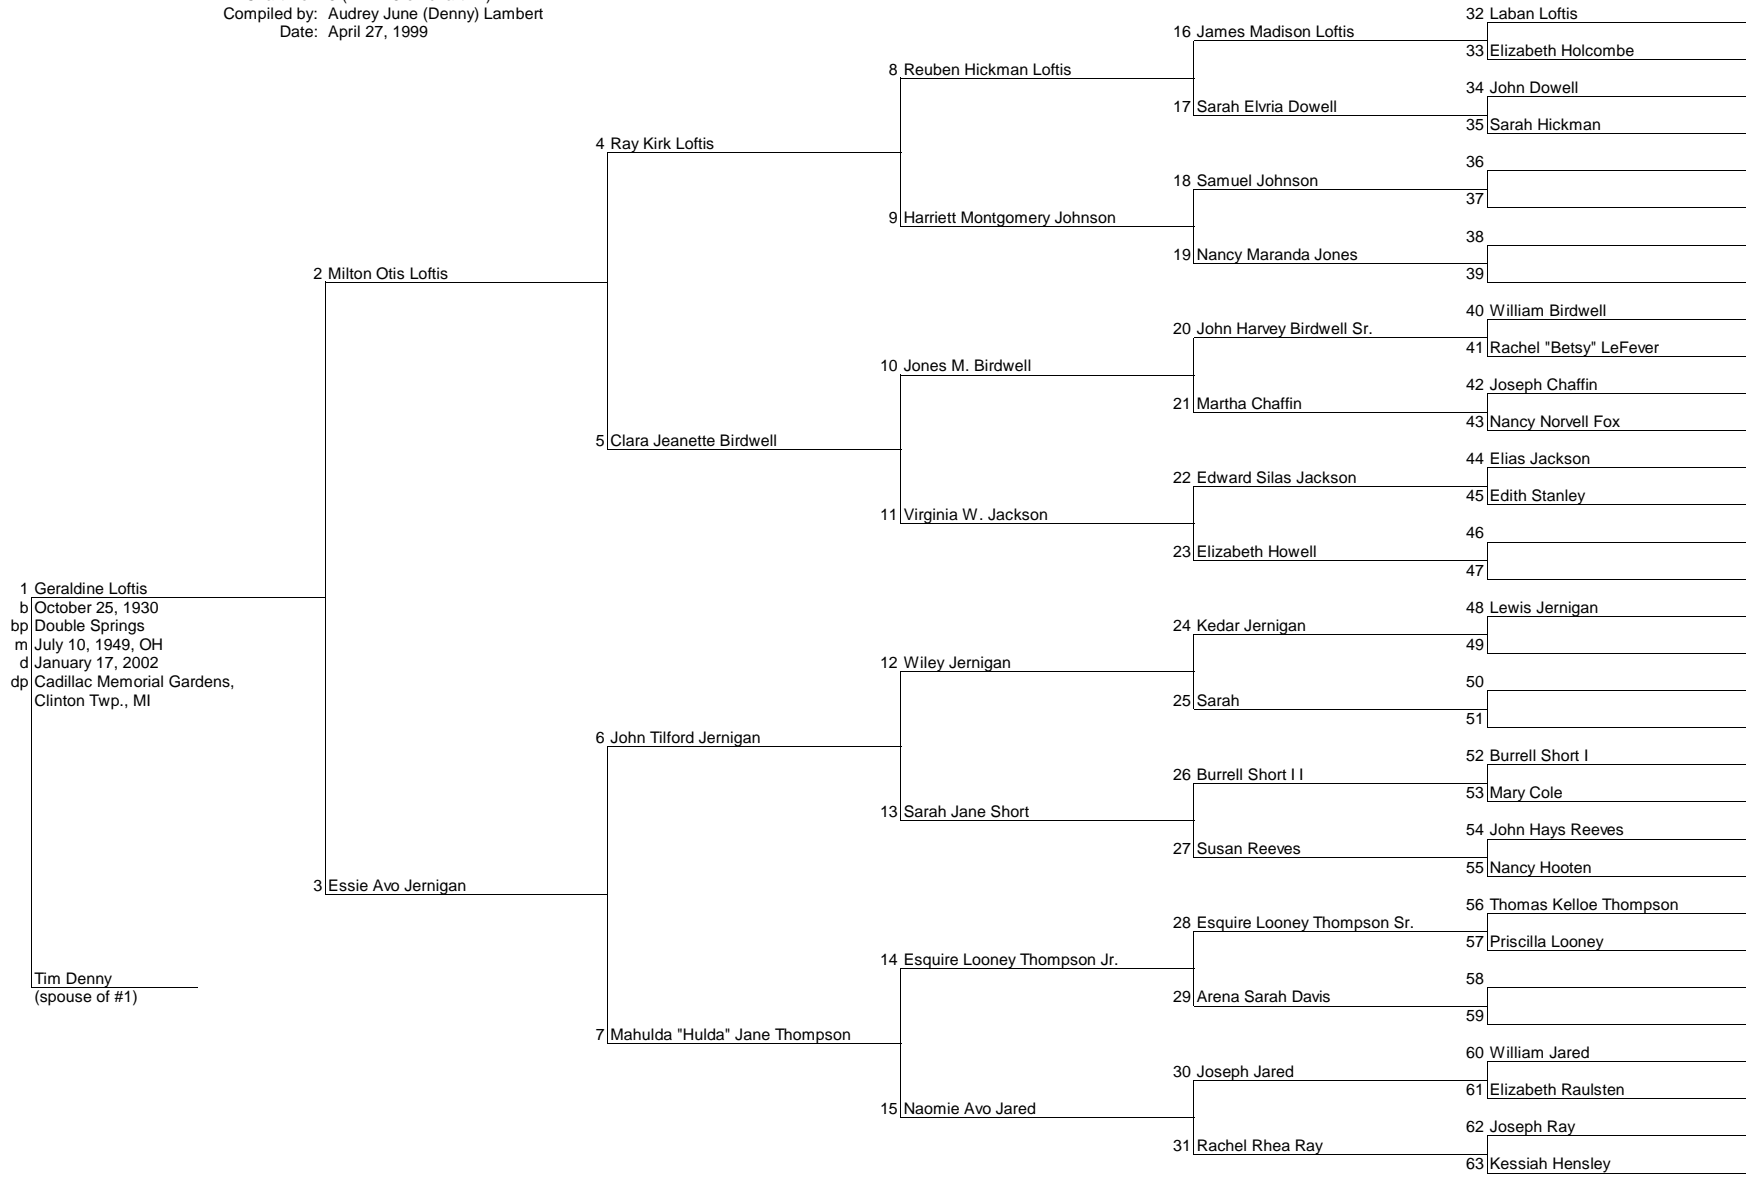 Compiled by: Audrey June (Denny) Lambert
Date: April 27, 1999
32 Laban Loftis
16 James Madison Loftis
33 Elizabeth Holcombe
8 Reuben Hickman Loftis
34 John Dowell
17 Sarah Elvria Dowell
35 Sarah Hickman
4 Ray Kirk Loftis
36
18 Samuel Johnson
37
9 Harriett Montgomery Johnson
38
19 Nancy Maranda Jones
39
2 Milton Otis Loftis
40 William Birdwell
20 John Harvey Birdwell Sr.
41 Rachel "Betsy" LeFever
10 Jones M. Birdwell
42 Joseph Chaffin
21 Martha Chaffin
43 Nancy Norvell Fox
5 Clara Jeanette Birdwell
44 Elias Jackson
22 Edward Silas Jackson
45 Edith Stanley
11 Virginia W. Jackson
46
23 Elizabeth Howell
47
1 Geraldine Loftis
b October 25, 1930
bp Double Springs
m July 10, 1949, OH
d January 17, 2002
dp Cadillac Memorial Gardens,
Clinton Twp., MI
48 Lewis Jernigan
24 Kedar Jernigan
49
12 Wiley Jernigan
50
25 Sarah
51
6 John Tilford Jernigan
52 Burrell Short I
26 Burrell Short I I
53 Mary Cole
13 Sarah Jane Short
54 John Hays Reeves
27 Susan Reeves
55 Nancy Hooten
3 Essie Avo Jernigan
56 Thomas Kelloe Thompson
28 Esquire Looney Thompson Sr.
57 Priscilla Looney
14 Esquire Looney Thompson Jr.
58
29 Arena Sarah Davis
59
Tim Denny
(spouse of #1)
7 Mahulda "Hulda" Jane Thompson
60 William Jared
30 Joseph Jared
61 Elizabeth Raulsten
15 Naomie Avo Jared
62 Joseph Ray
31 Rachel Rhea Ray
63 Kessiah Hensley